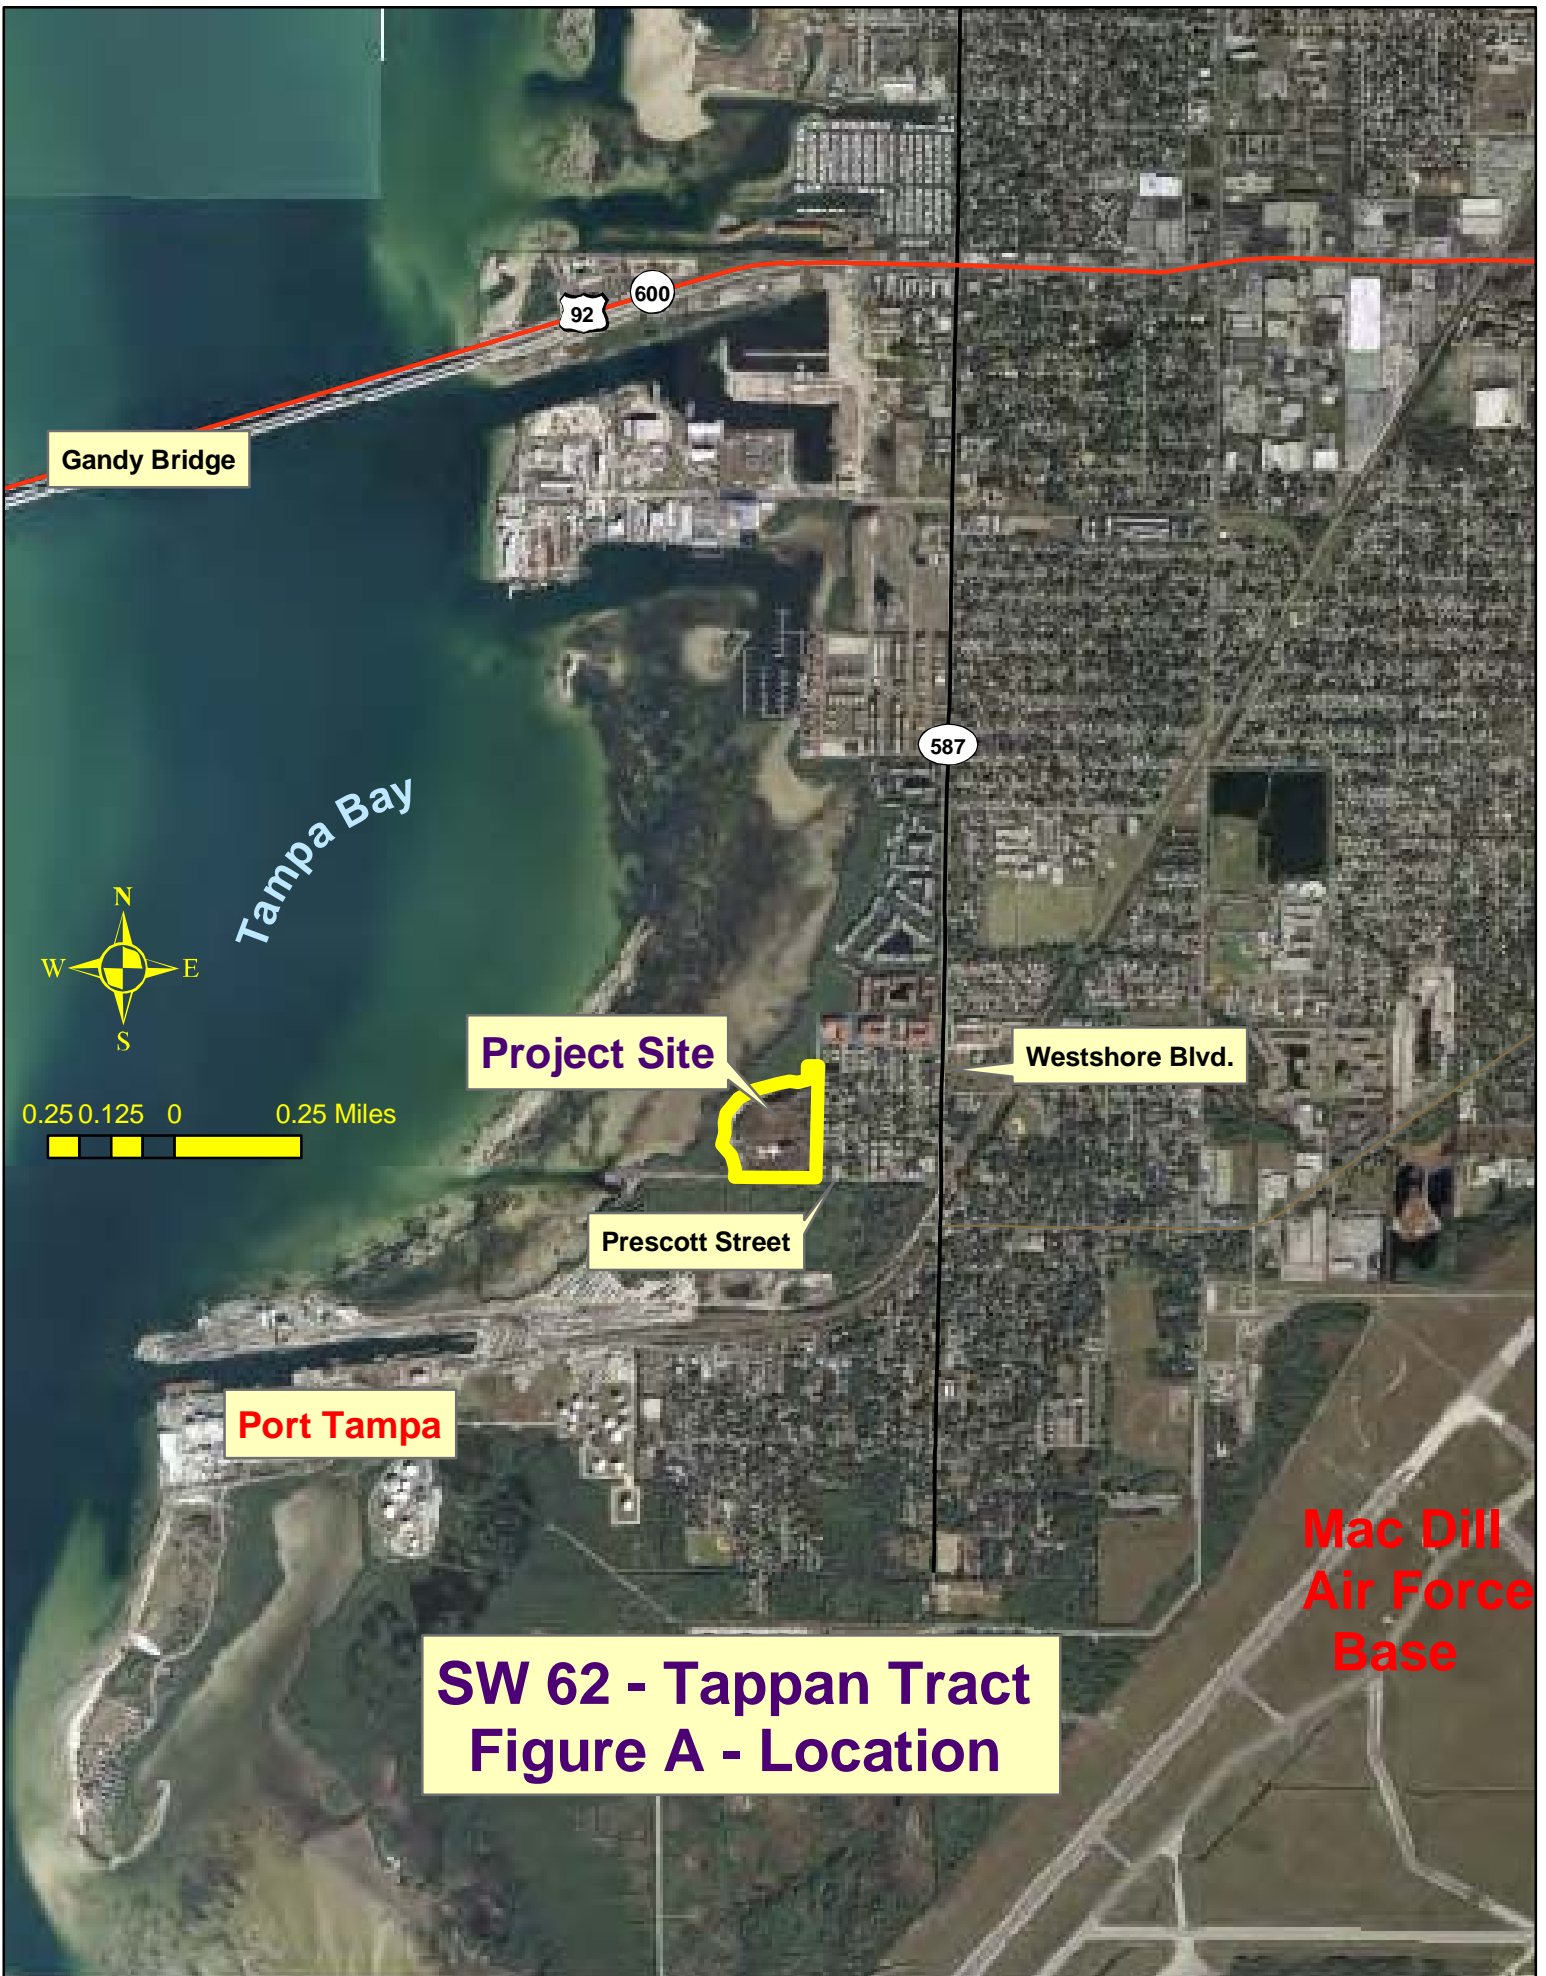 600
92
Gandy Bridge
587
Tampa Bay
N
W E
S
Project Site
Westshore Blvd.
0.25 0.125 0 0.25 Miles
Prescott Street
Port Tampa
Mac Dill
Air Force
Base
SW 62 - Tappan Tract
Figure A - Location